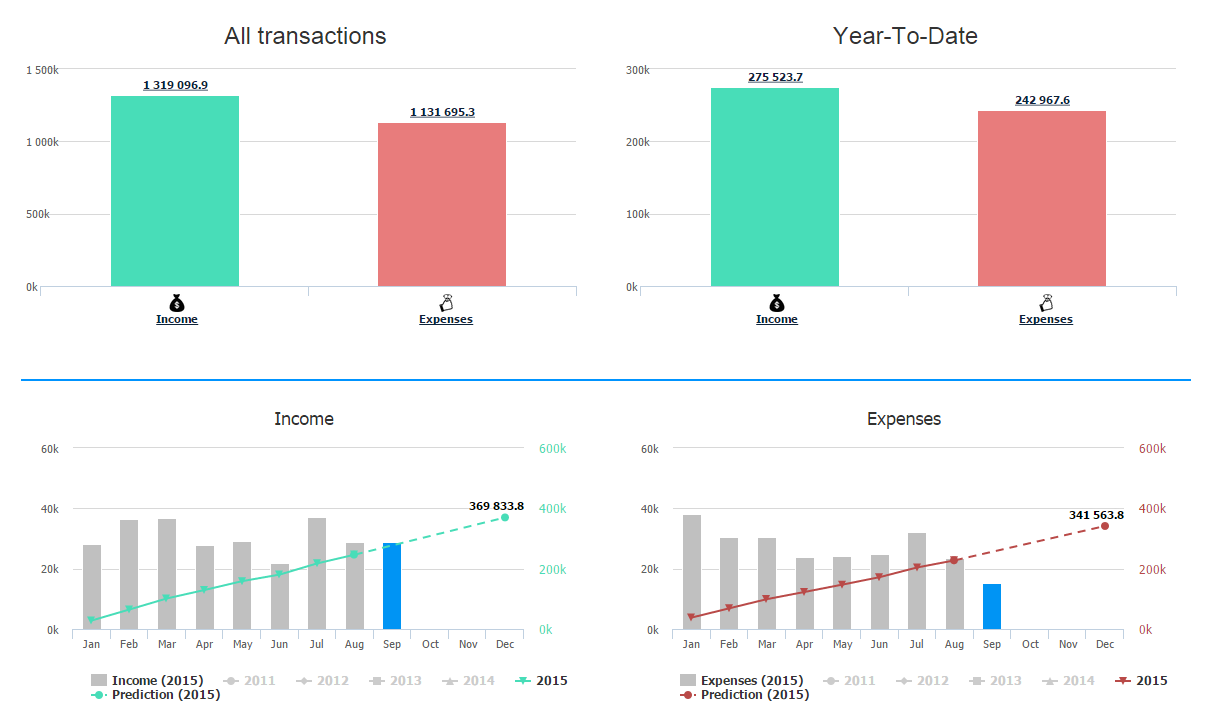 All transactions
1 500k
1 000k
500k
0k
1 319 096.9
1 131 695.3
Income
Expenses
Year-To-Date
300k
200k
100k
0k
275 523.7
242 967.6
Income
Expenses
Income
60k
40k
20k
0k
600k
400k
200k
0k
369 833.8
Jan Feb Mar Apr May Jun Jul Aug Sep Oct Nov Dec
Income (2015) 2011 2012 2013 2014 2015
Prediction (2015)
Expenses
60k
40k
20k
0k
600k
400k
200k
0k
341 563.8
Jan Feb Mar Apr May Jun Jul Aug Sep Oct Nov Dec
Expenses (2015) 2011 2012 2013 2014 2015
Prediction (2015)